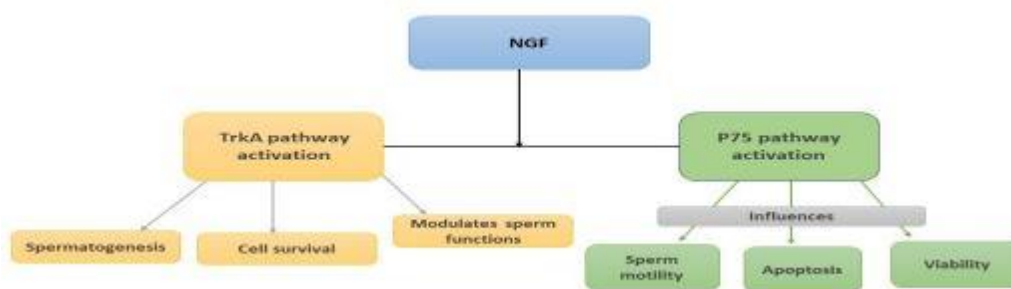 NGF
TrkA pathway
activation
P75 pathway
activation
Spermatogenesis
Cell survival
Modulates sperm
functions
Influences
Sperm
motility
Apoptosis
Viability